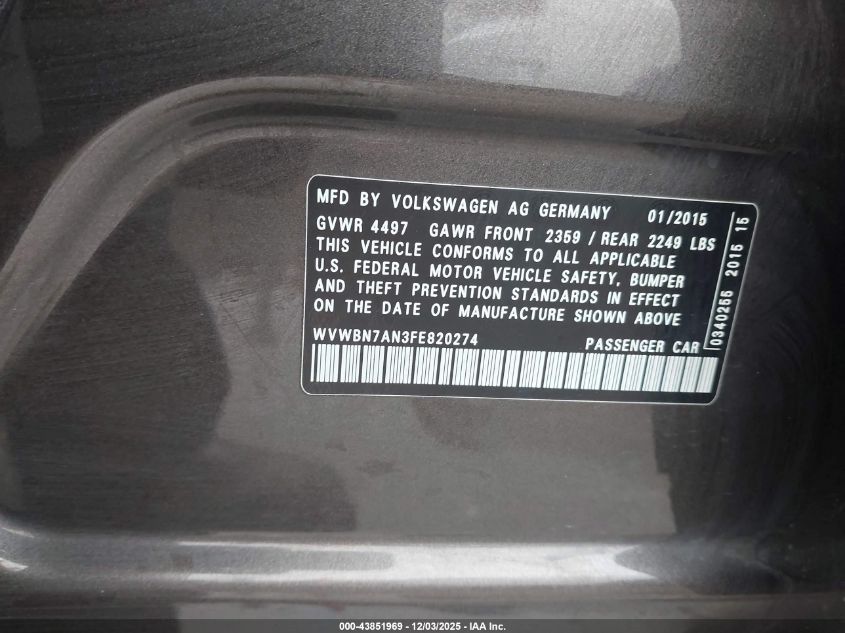 MFD BY VOLKSWAGEN AG GERMANY 01/2015
GVWR 4497 GAWR FRONT 2359 / REAR 2249 LBS
THIS VEHICLE CONFORMS TO ALL APPLICABLE
U.S. FEDERAL MOTOR VEHICLE SAFETY, BUMPER
AND THEFT PREVENTION STANDARDS IN EFFECT
ON THE DATE OF MANUFACTURE SHOWN ABOVE
WVWBN7AN3FE820274 PASSENGER CAR
0340256 2015 15
000-43851969 - 12/03/2025 - IAA Inc.